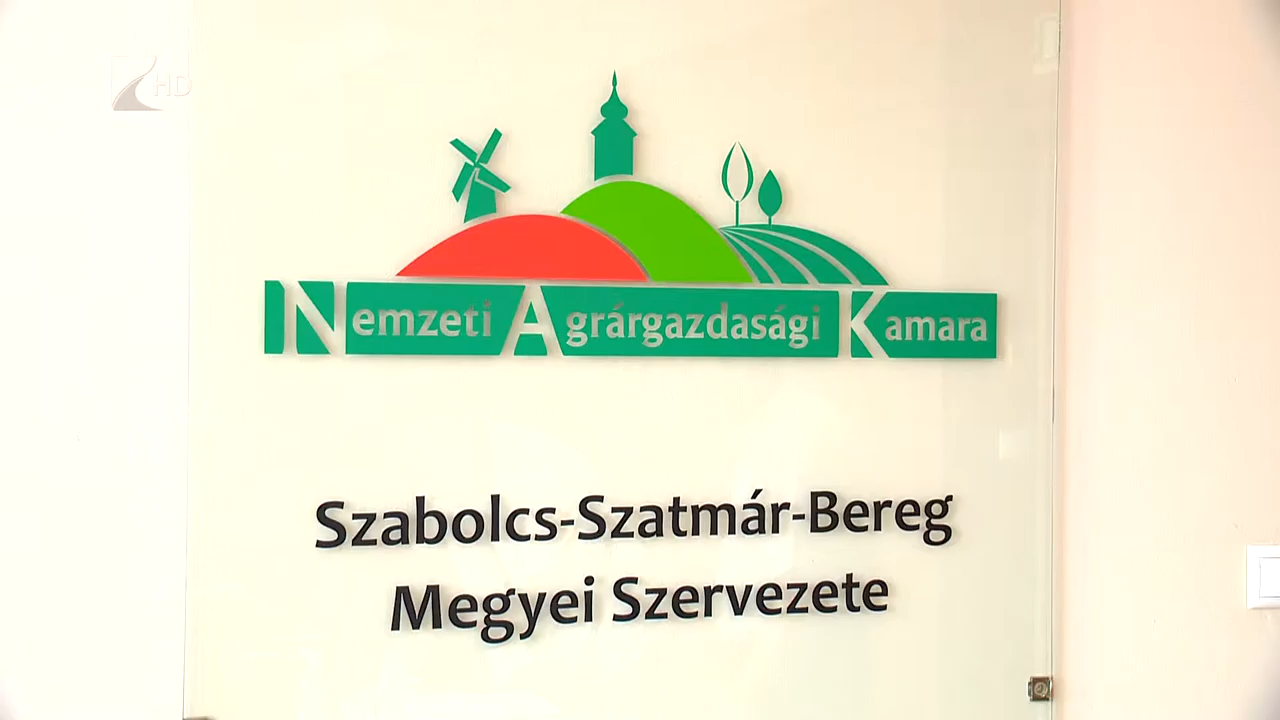 HD
Nemzeti Agrárgazdasági Kamara
Szabolcs-Szatmár-Bereg
Megyei Szervezete